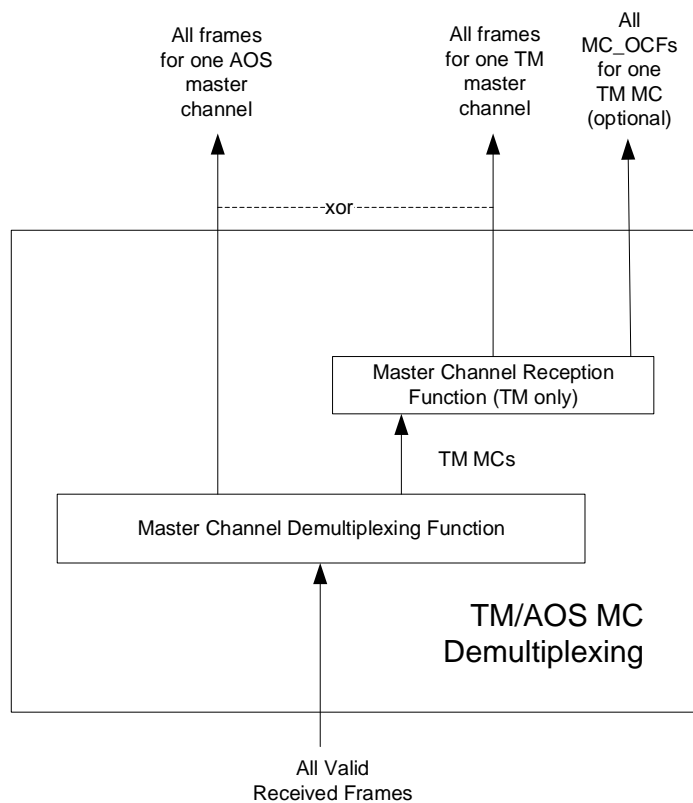 All frames
for one AOS
master
channel
All frames
for one TM
master
channel
All
MC_OCFs
for one
TM MC
(optional)
xor
Master Channel Reception
Function (TM only)
TM MCs
Master Channel Demultiplexing Function
TM/AOS MC
Demultiplexing
All Valid
Received Frames